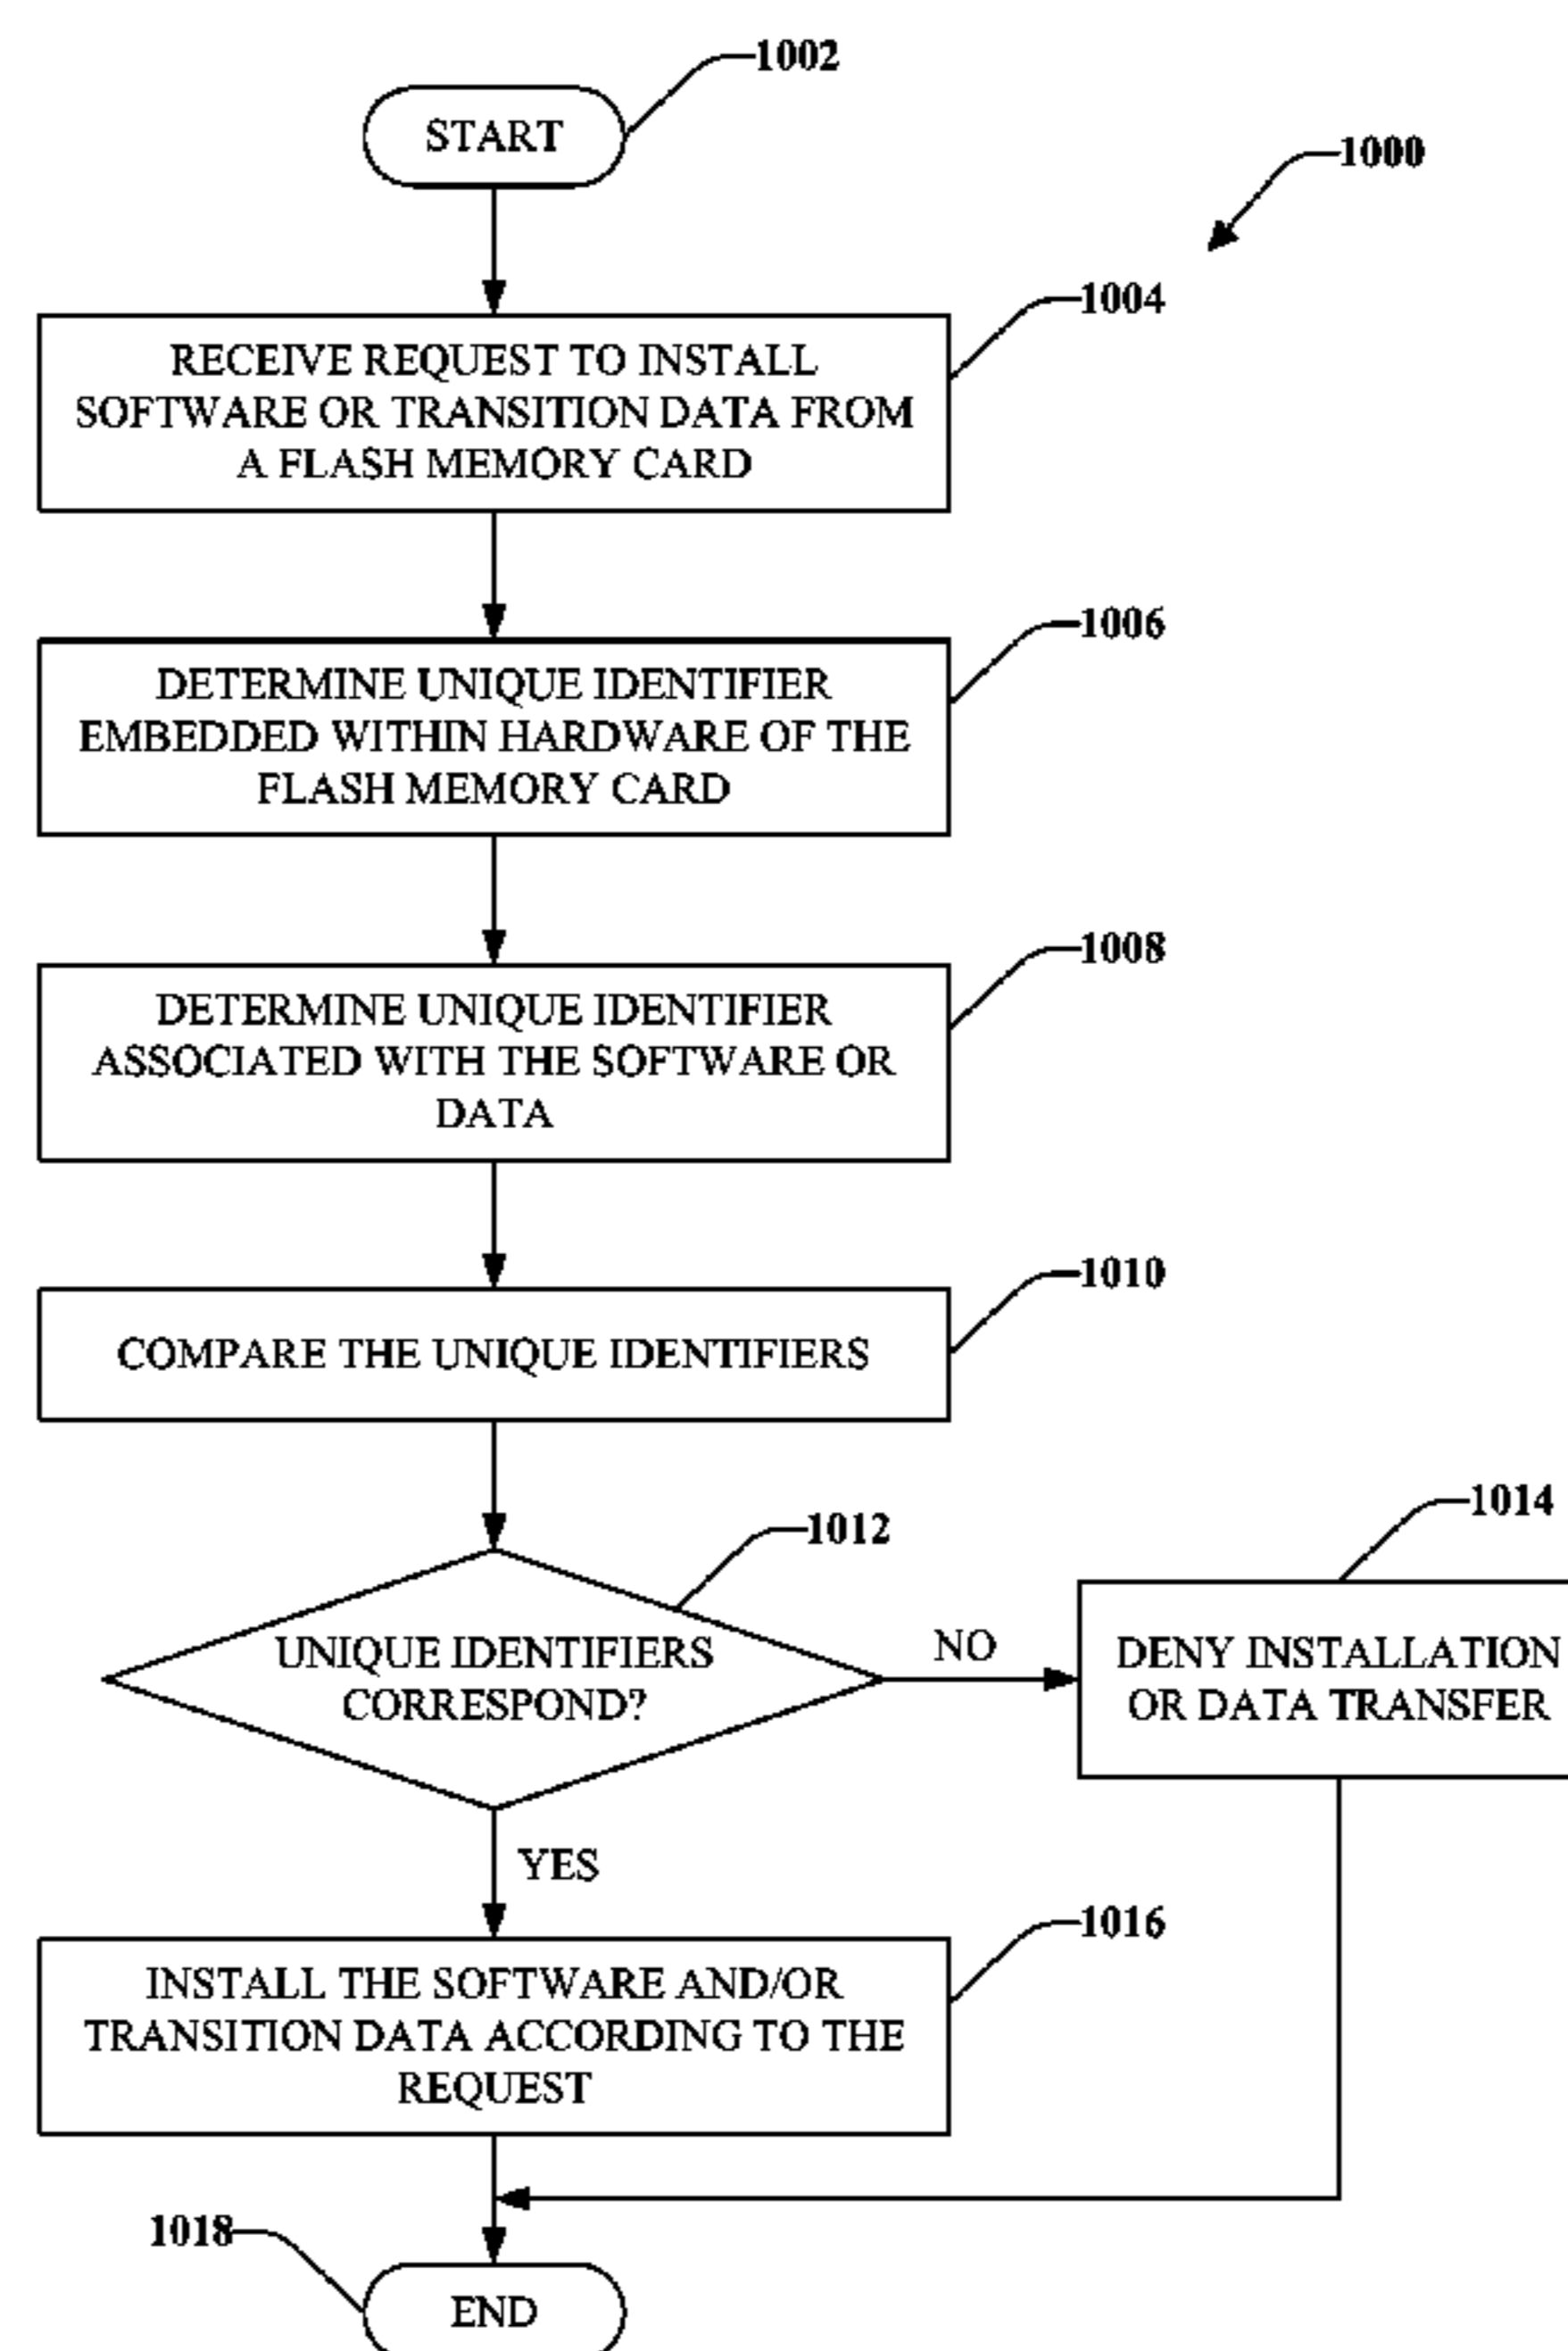 1002
START
1000
1004
RECEIVE REQUEST TO INSTALL
SOFTWARE OR TRANSITION DATA FROM
A FLASH MEMORY CARD
1006
DETERMINE UNIQUE IDENTIFIER
EMBEDDED WITHIN HARDWARE OF THE
FLASH MEMORY CARD
1008
DETERMINE UNIQUE IDENTIFIER
ASSOCIATED WITH THE SOFTWARE OR
DATA
1010
COMPARE THE UNIQUE IDENTIFIERS
1012
UNIQUE IDENTIFIERS
CORRESPOND?
NO
1014
DENY INSTALLATION
OR DATA TRANSFER
YES
1016
INSTALL THE SOFTWARE AND/OR
TRANSITION DATA ACCORDING TO THE
REQUEST
1018
END